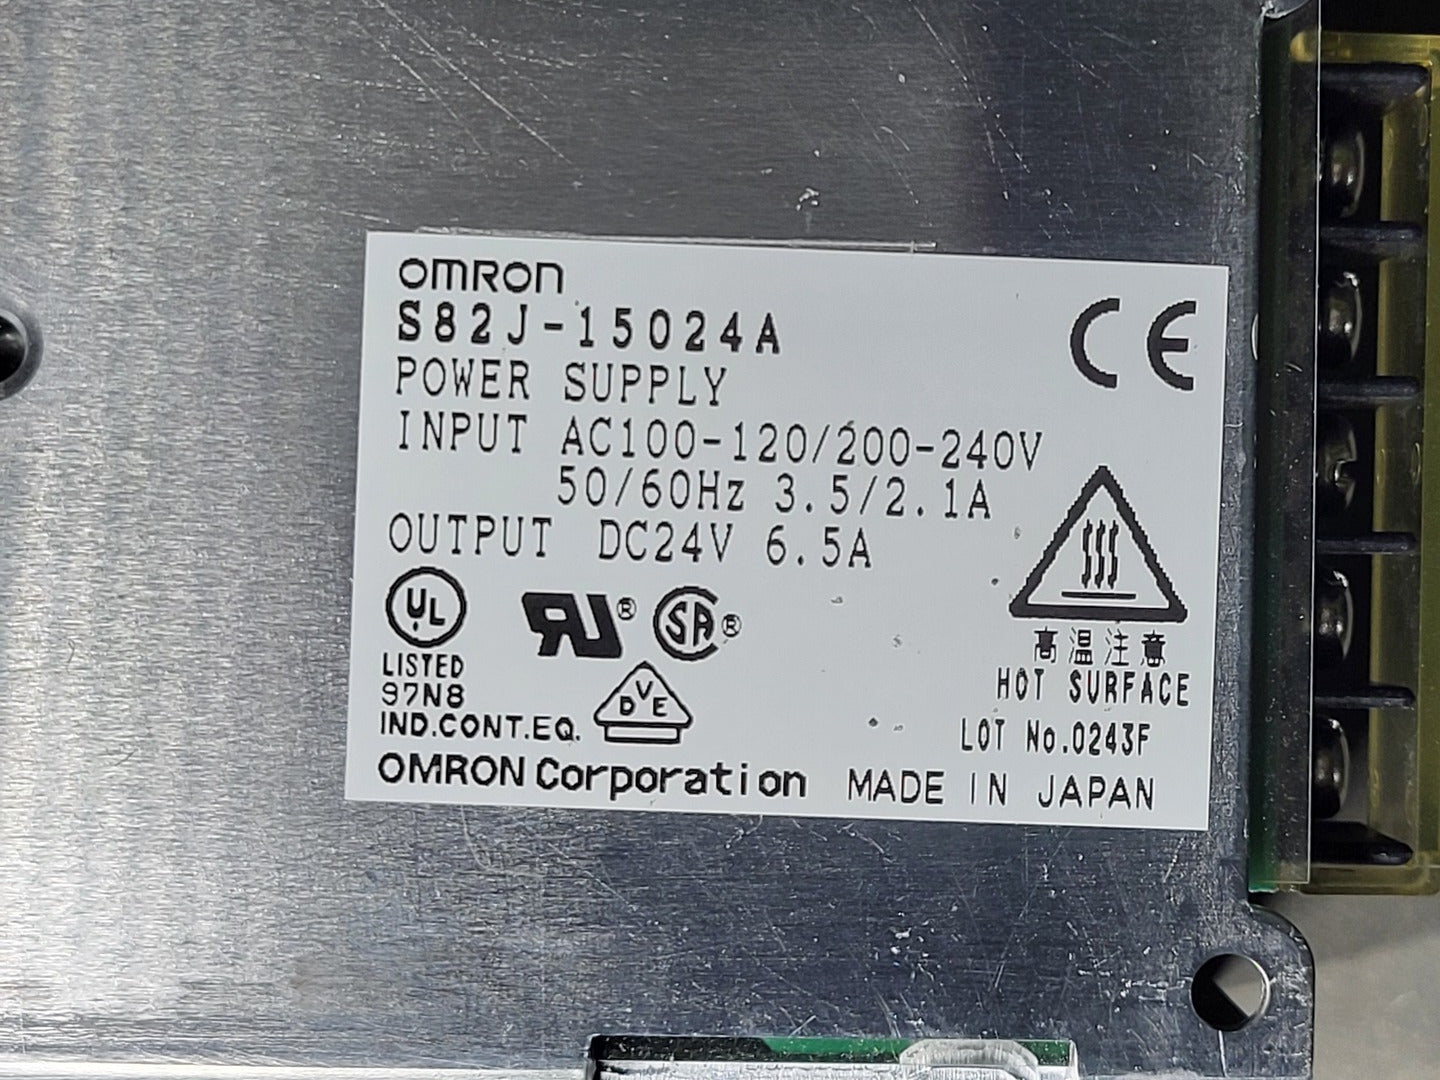 OMRON
S82J-15024A
POWER SUPPLY
INPUT AC100-120/200-240V
50/60Hz 3.5/2.1A
OUTPUT DC24V 6.5A
CE
UL
LISTED
97N8
IND.CONT.EQ.
RU®
SA®
DVE
高温注意
HOT SURFACE
LOT No.0243F
OMRON Corporation MADE IN JAPAN